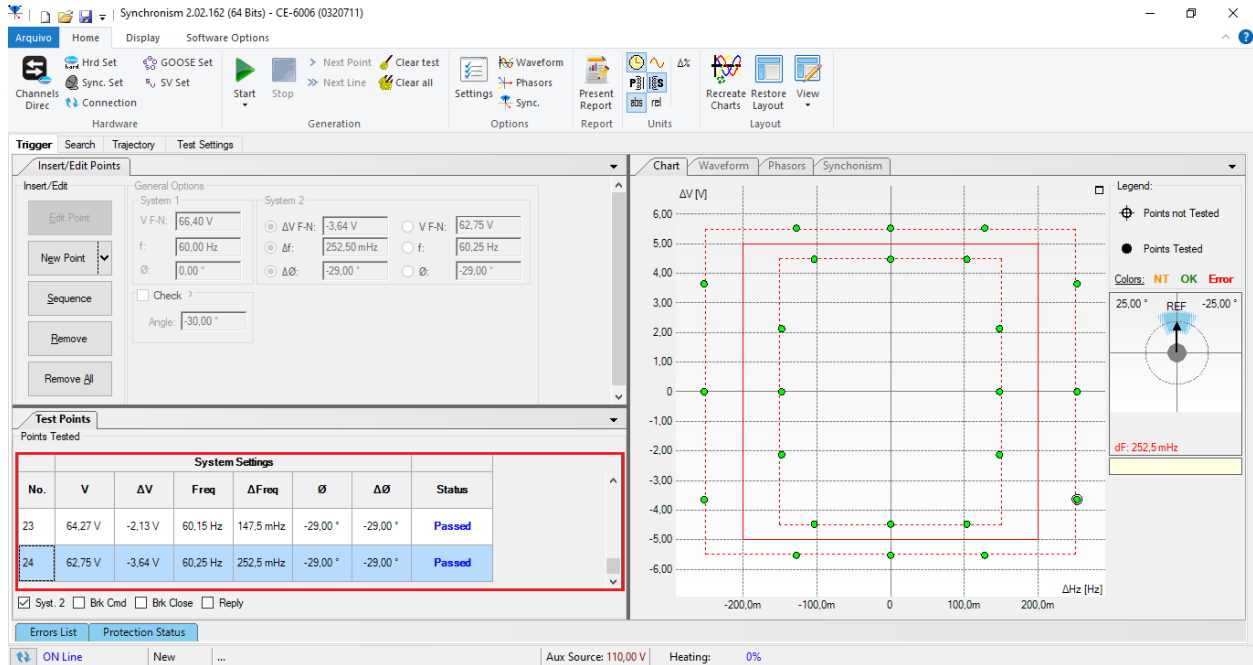 Synchronism 2.02.162 (64 Bits) - CE-6006 (0320711)
Arquivo Home Display Software Options
Channels Direc
Hrd Set
Sync. Set
Connection
GOOSE Set
SV Set
Hardware
Start
Stop
Next Point
Next Line
Clear test
Clear all
Generation
Settings
Waveform
Phasors
Sync.
Options
Present Report
Report
Δ%
abs rel
Units
Recreate Charts
Restore Layout
View
Layout
Trigger Search Trajectory Test Settings
Insert/Edit Points
Insert/Edit
Edit Point
New Point
Sequence
Remove
Remove All
General Options
System 1
V F-N: 66,40 V
f: 60,00 Hz
Ø: 0,00 °
System 2
ΔV F-N: -3,64 V V F-N: 62,75 V
Δf: 252,50 mHz f: 60,25 Hz
ΔØ: -29,00 ° Ø: -29,00 °
Check
Angle: -30,00 °
Test Points
Points Tested
System Settings
No. V ΔV Freq ΔFreq Ø ΔØ Status
23 64,27 V -2,13 V 60,15 Hz 147,5 mHz -29,00 ° -29,00 ° Passed
24 62,75 V -3,64 V 60,25 Hz 252,5 mHz -29,00 ° -29,00 ° Passed
Syst. 2 Brk Cmd Brk Close Reply
Errors List Protection Status
Chart Waveform Phasors Synchonism
ΔV [V]
6,00
5,00
4,00
3,00
2,00
1,00
0
-1,00
-2,00
-3,00
-4,00
-5,00
-6,00
ΔHz [Hz]
-200,0m -100,0m 0 100,0m 200,0m
Legend:
Points not Tested
Points Tested
Colors: NT OK Error
25,00 ° REF -25,00 °
dF: 252,5 mHz
ON Line New ... Aux Source: 110,00 V Heating: 0%